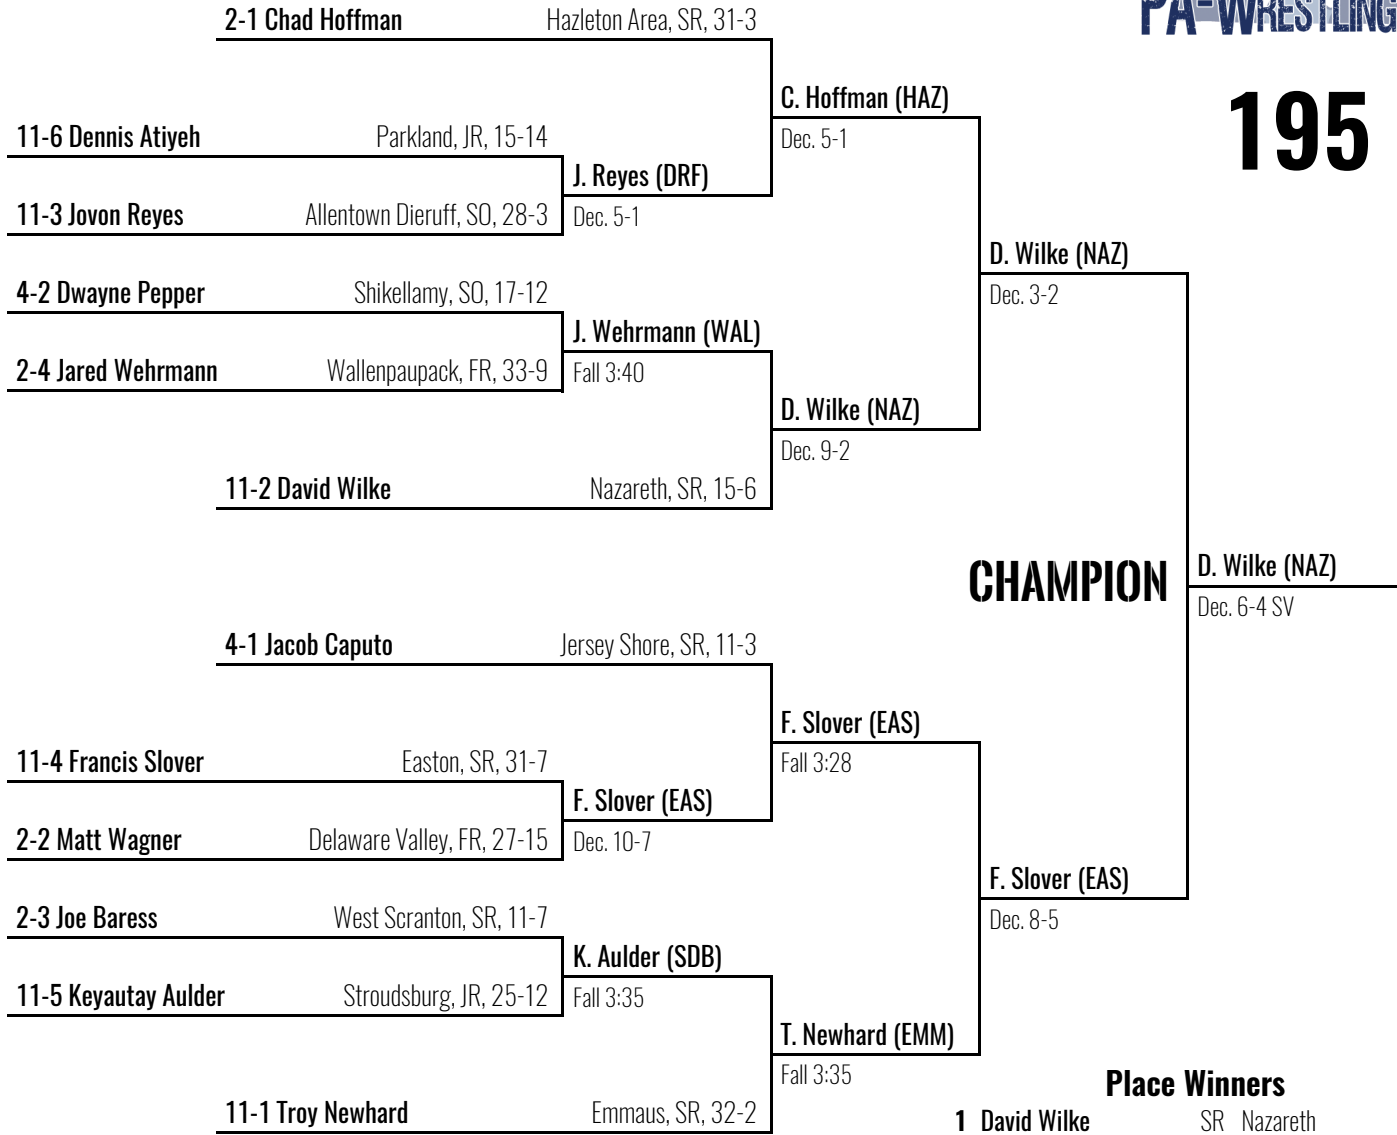 PA-WRESTLING
2-1 Chad Hoffman Hazleton Area, SR, 31-3
195
C. Hoffman (HAZ)
Dec. 5-1
11-6 Dennis Atiyeh Parkland, JR, 15-14
J. Reyes (DRF)
Dec. 5-1
11-3 Jovon Reyes Allentown Dieruff, SO, 28-3
D. Wilke (NAZ)
Dec. 3-2
4-2 Dwayne Pepper Shikellamy, SO, 17-12
J. Wehrmann (WAL)
Fall 3:40
2-4 Jared Wehrmann Wallenpaupack, FR, 33-9
D. Wilke (NAZ)
Dec. 9-2
11-2 David Wilke Nazareth, SR, 15-6
CHAMPION
D. Wilke (NAZ)
Dec. 6-4 SV
4-1 Jacob Caputo Jersey Shore, SR, 11-3
F. Slover (EAS)
Fall 3:28
11-4 Francis Slover Easton, SR, 31-7
F. Slover (EAS)
Dec. 10-7
2-2 Matt Wagner Delaware Valley, FR, 27-15
F. Slover (EAS)
Dec. 8-5
2-3 Joe Baress West Scranton, SR, 11-7
K. Aulder (SDB)
Fall 3:35
11-5 Keyautay Aulder Stroudsburg, JR, 25-12
T. Newhard (EMM)
Fall 3:35
11-1 Troy Newhard Emmaus, SR, 32-2
Place Winners
1 David Wilke SR Nazareth